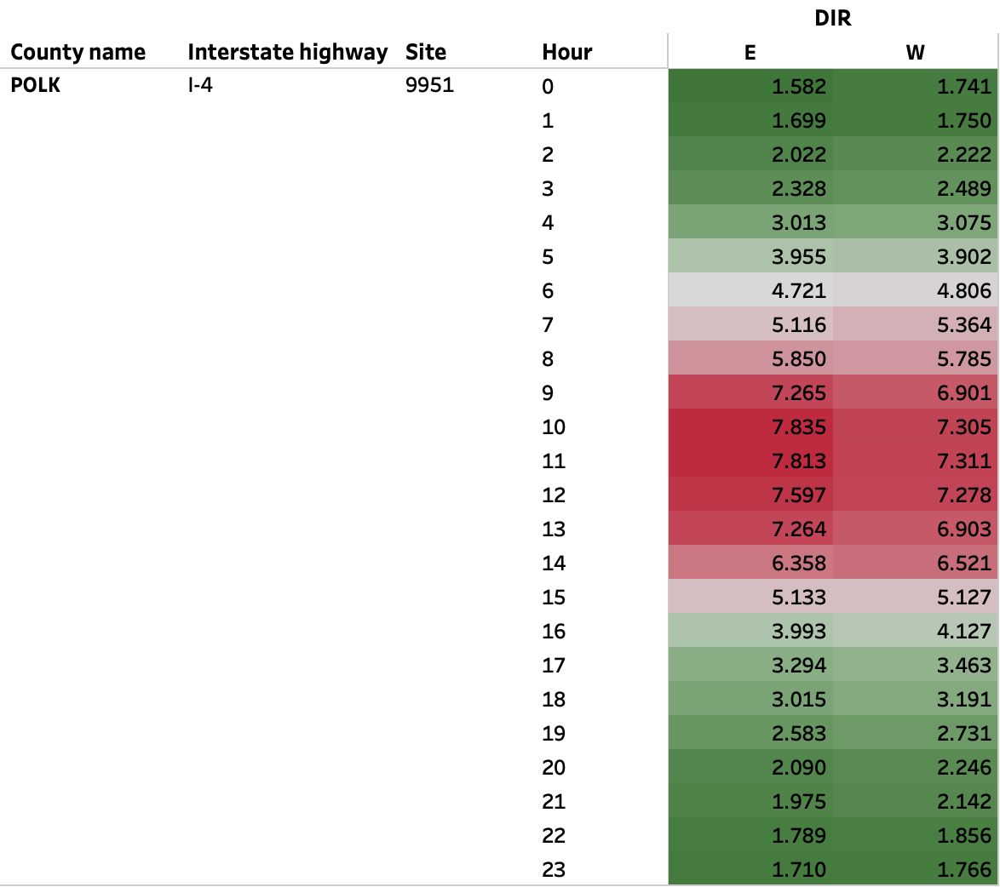 DIR
County name Interstate highway Site Hour E W
POLK I-4 9951 0 1.582 1.741
1 1.699 1.750
2 2.022 2.222
3 2.328 2.489
4 3.013 3.075
5 3.955 3.902
6 4.721 4.806
7 5.116 5.364
8 5.850 5.785
9 7.265 6.901
10 7.835 7.305
11 7.813 7.311
12 7.597 7.278
13 7.264 6.903
14 6.358 6.521
15 5.133 5.127
16 3.993 4.127
17 3.294 3.463
18 3.015 3.191
19 2.583 2.731
20 2.090 2.246
21 1.975 2.142
22 1.789 1.856
23 1.710 1.766